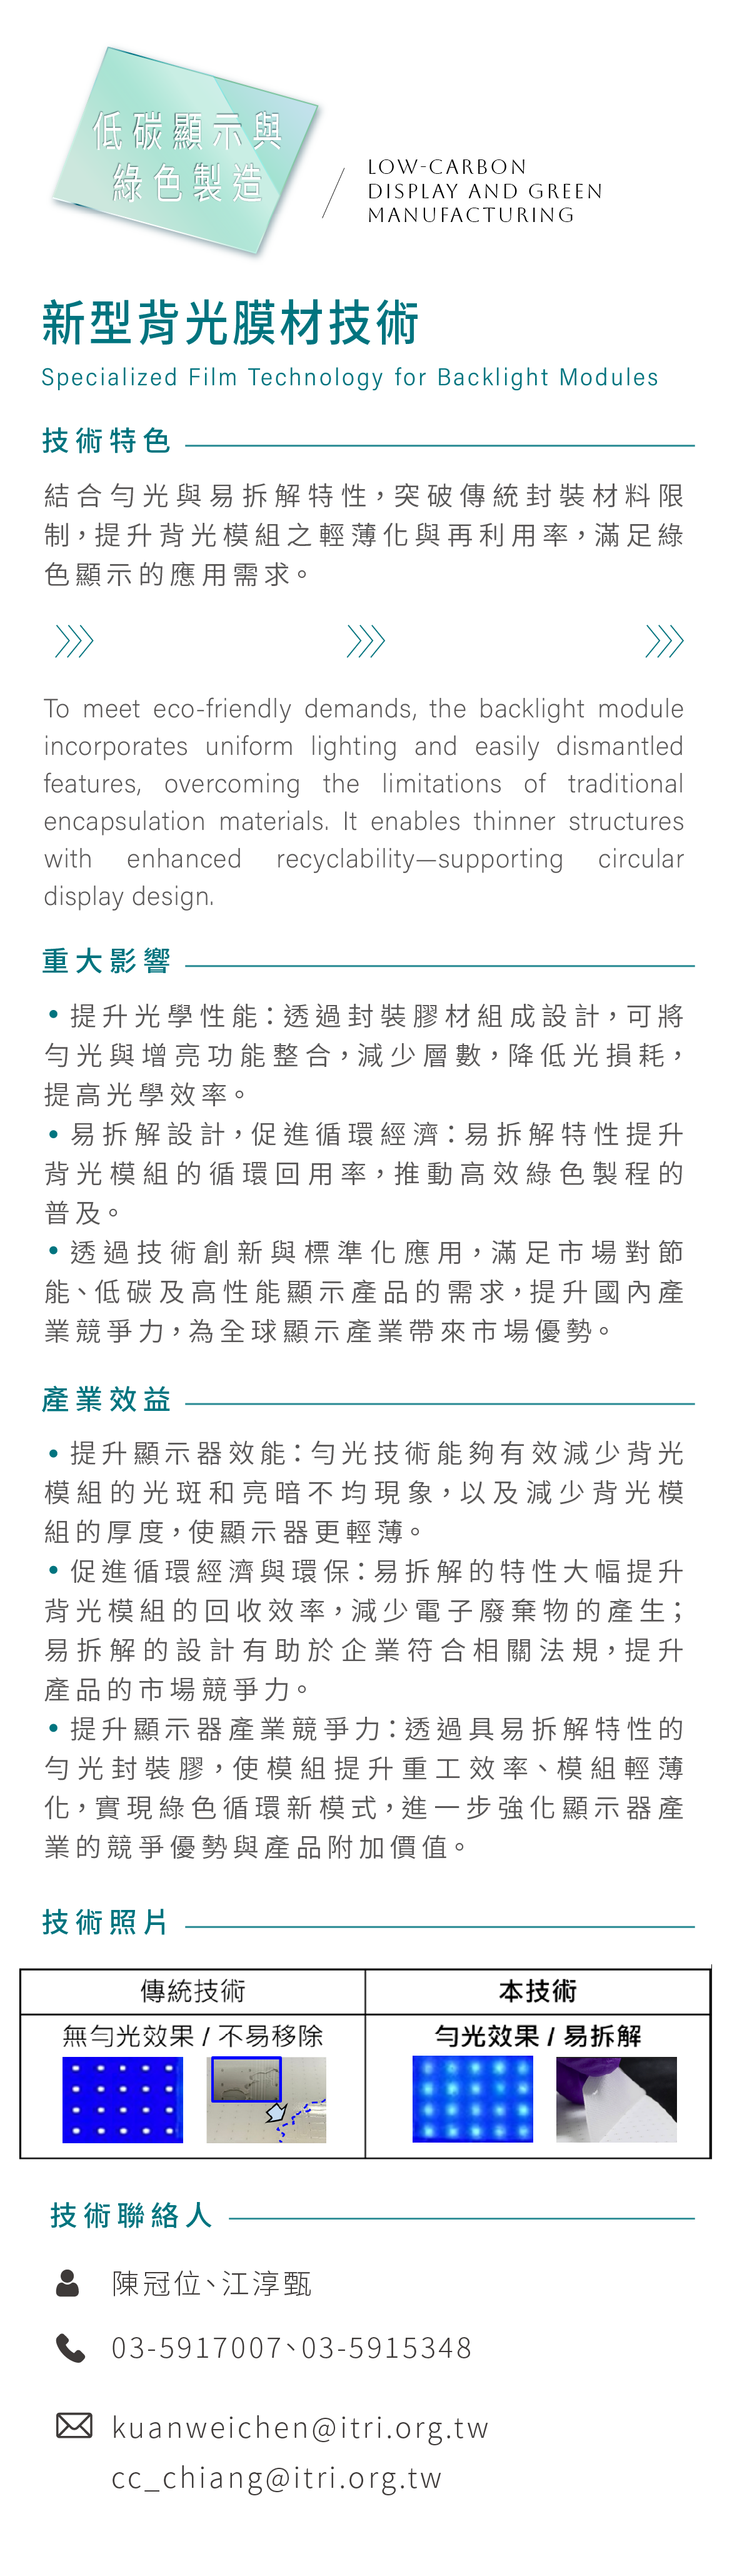 低碳顯示與
綠色製造
LOW-CARBON
DISPLAY AND GREEN
MANUFACTURING
新型背光膜材技術
Specialized Film Technology for Backlight Modules
技術特色
結合勻光與易拆解特性，突破傳統封裝材料限
制，提升背光模組之輕薄化與再利用率，滿足綠
色顯示的應用需求。
To meet eco-friendly demands, the backlight module
incorporates uniform lighting and easily dismantled
features, overcoming the limitations of traditional
encapsulation materials. It enables thinner structures
with enhanced recyclability—supporting circular
display design.
重大影響
• 提升光學性能：透過封裝膠材組成設計，可將
勻光與增亮功能整合，減少層數，降低光損耗，
提高光學效率。
• 易拆解設計，促進循環經濟：易拆解特性提升
背光模組的循環回用率，推動高效綠色製程的
普及。
• 透過技術創新與標準化應用，滿足市場對節
能、低碳及高性能顯示產品的需求，提升國內產
業競爭力，為全球顯示產業帶來市場優勢。
產業效益
• 提升顯示器效能：勻光技術能夠有效減少背光
模組的光斑和亮暗不均現象，以及減少背光模
組的厚度，使顯示器更輕薄。
• 促進循環經濟與環保：易拆解的特性大幅提升
背光模組的回收效率，減少電子廢棄物的產生；
易拆解的設計有助於企業符合相關法規，提升
產品的市場競爭力。
• 提升顯示器產業競爭力：透過具易拆解特性的
勻光封裝膠，使模組提升重工效率、模組輕薄
化，實現綠色循環新模式，進一步強化顯示器產
業的競爭優勢與產品附加價值。
技術照片
傳統技術
本技術
無勻光效果 / 不易移除
勻光效果 / 易拆解
技術聯絡人
陳冠位、江淳甄
03-5917007、03-5915348
kuanweichen@itri.org.tw
cc_chiang@itri.org.tw